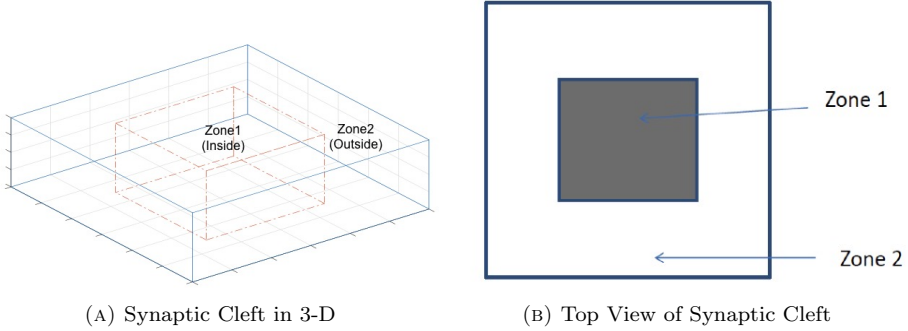 Zone1
(Inside)
Zone2
(Outside)
Zone 1
Zone 2
(A) Synaptic Cleft in 3-D
(B) Top View of Synaptic Cleft